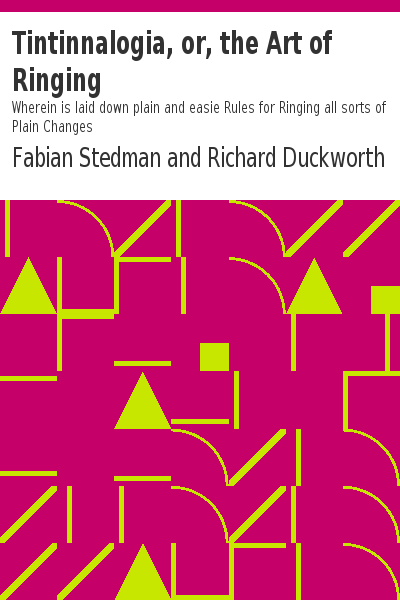 Tintinnalogia, or, the Art of
Ringing
Wherein is laid down plain and easie Rules for Ringing all sorts of
Plain Changes
Fabian Stedman and Richard Duckworth